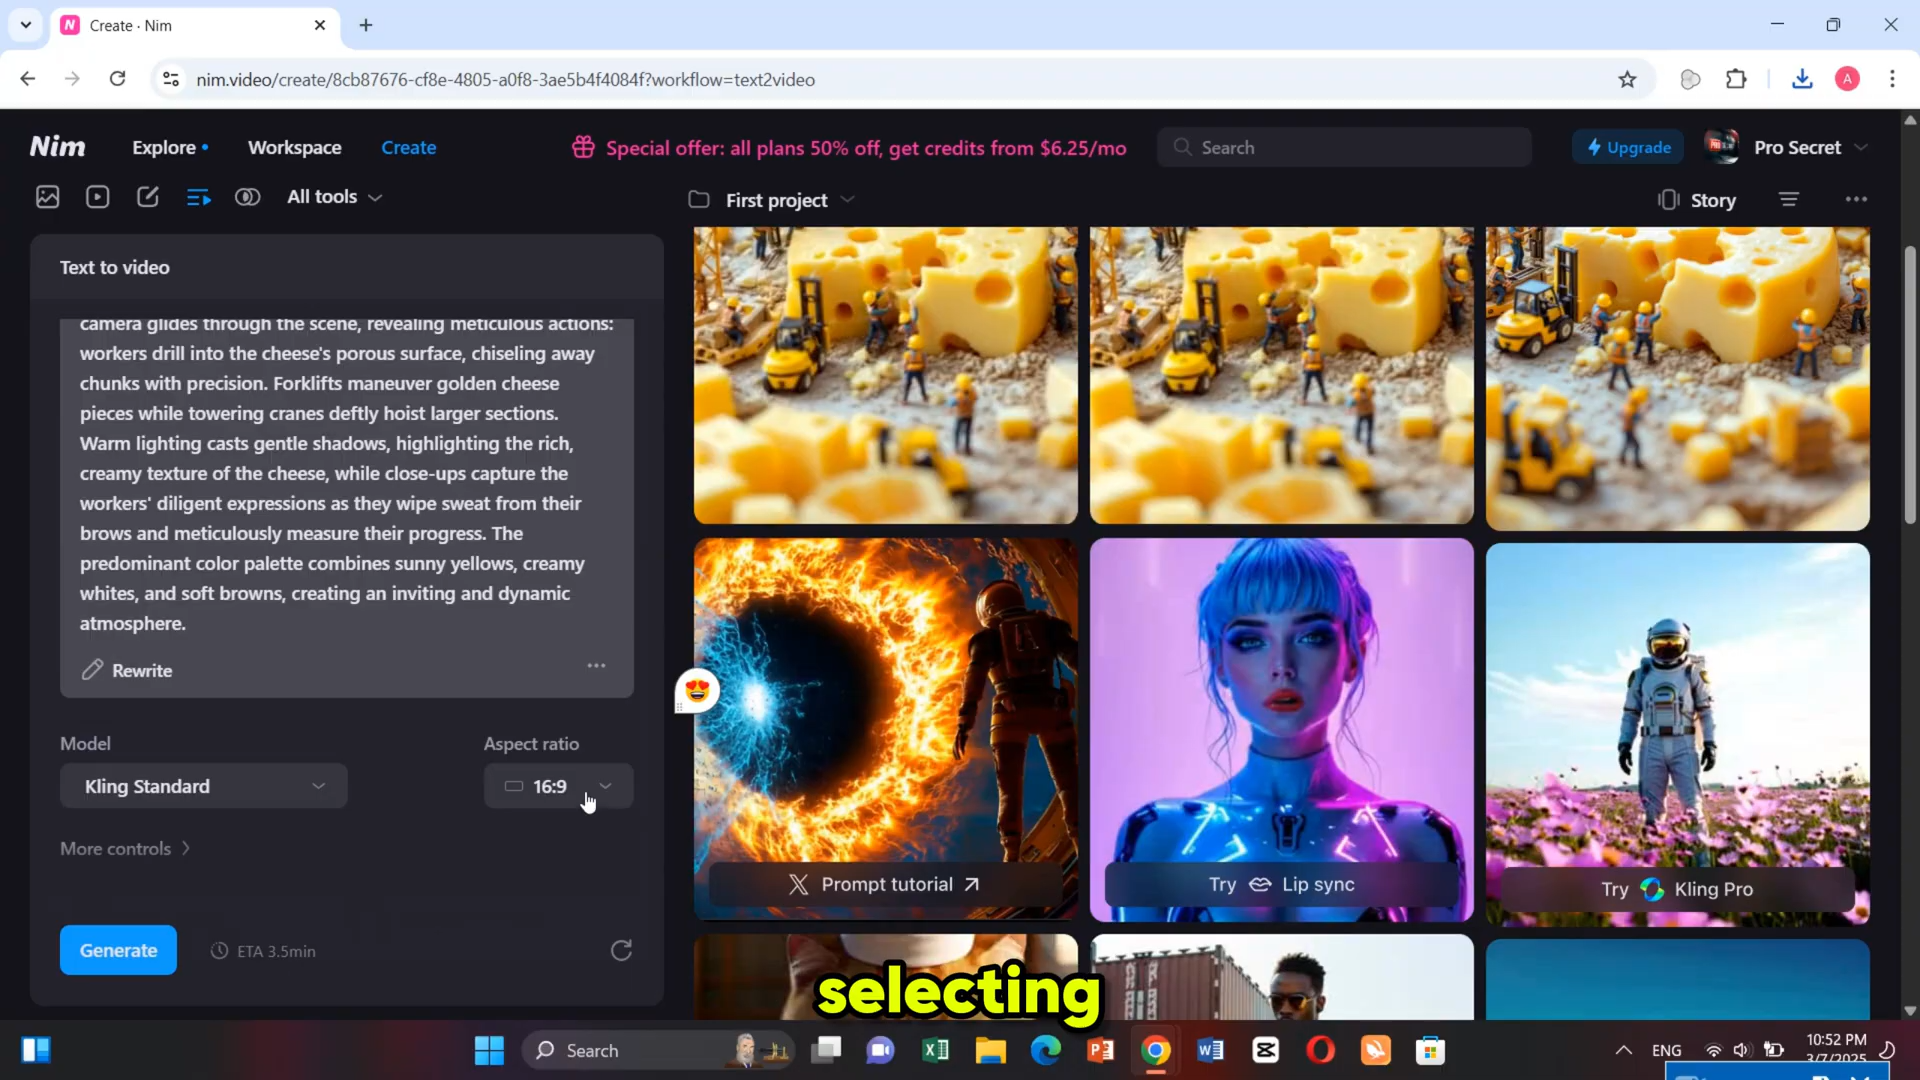 Create · Nim
nim.video/create/8cb87676-cf8e-4805-a0f8-3ae5b4f4084f?workflow=text2video
A
Nim
Explore
Workspace
Create
Special offer: all plans 50% off, get credits from $6.25/mo
Search
Upgrade
Pro Secret
All tools
First project
Story
Text to video
camera glides through the scene, revealing meticulous actions:
workers drill into the cheese's porous surface, chiseling away
chunks with precision. Forklifts maneuver golden cheese
pieces while towering cranes deftly hoist larger sections.
Warm lighting casts gentle shadows, highlighting the rich,
creamy texture of the cheese, while close-ups capture the
workers' diligent expressions as they wipe sweat from their
brows and meticulously measure their progress. The
predominant color palette combines sunny yellows, creamy
whites, and soft browns, creating an inviting and dynamic
atmosphere.
Rewrite
Model
Aspect ratio
Kling Standard
16:9
More controls
Generate
ETA 3.5min
Prompt tutorial
Try Lip sync
Try Kling Pro
selecting
Search
ENG
10:52 PM
3/7/2025